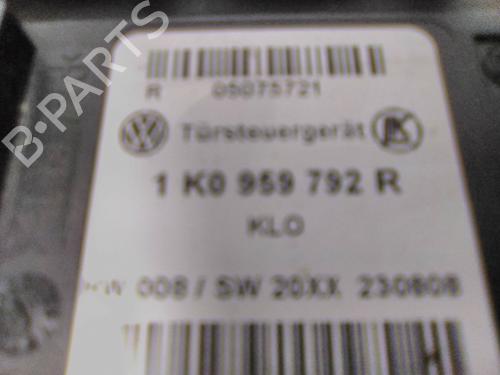 B-PARTS
R 05075721
Türsteuergerät
1 K0 959 792 R
KLO
HW 008 / SW 20XX 230808